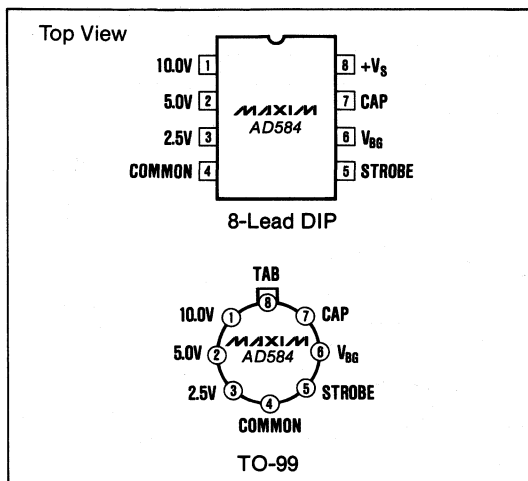 Top View
10.0V 1 8 +VS
5.0V 2 7 CAP
MAXIM
AD584
2.5V 3 6 VBG
COMMON 4 5 STROBE
8-Lead DIP
TAB
8
10.0V 1 7 CAP
MAXIM
5.0V 2 AD584 6 VBG
2.5V 3 5 STROBE
4
COMMON
TO-99